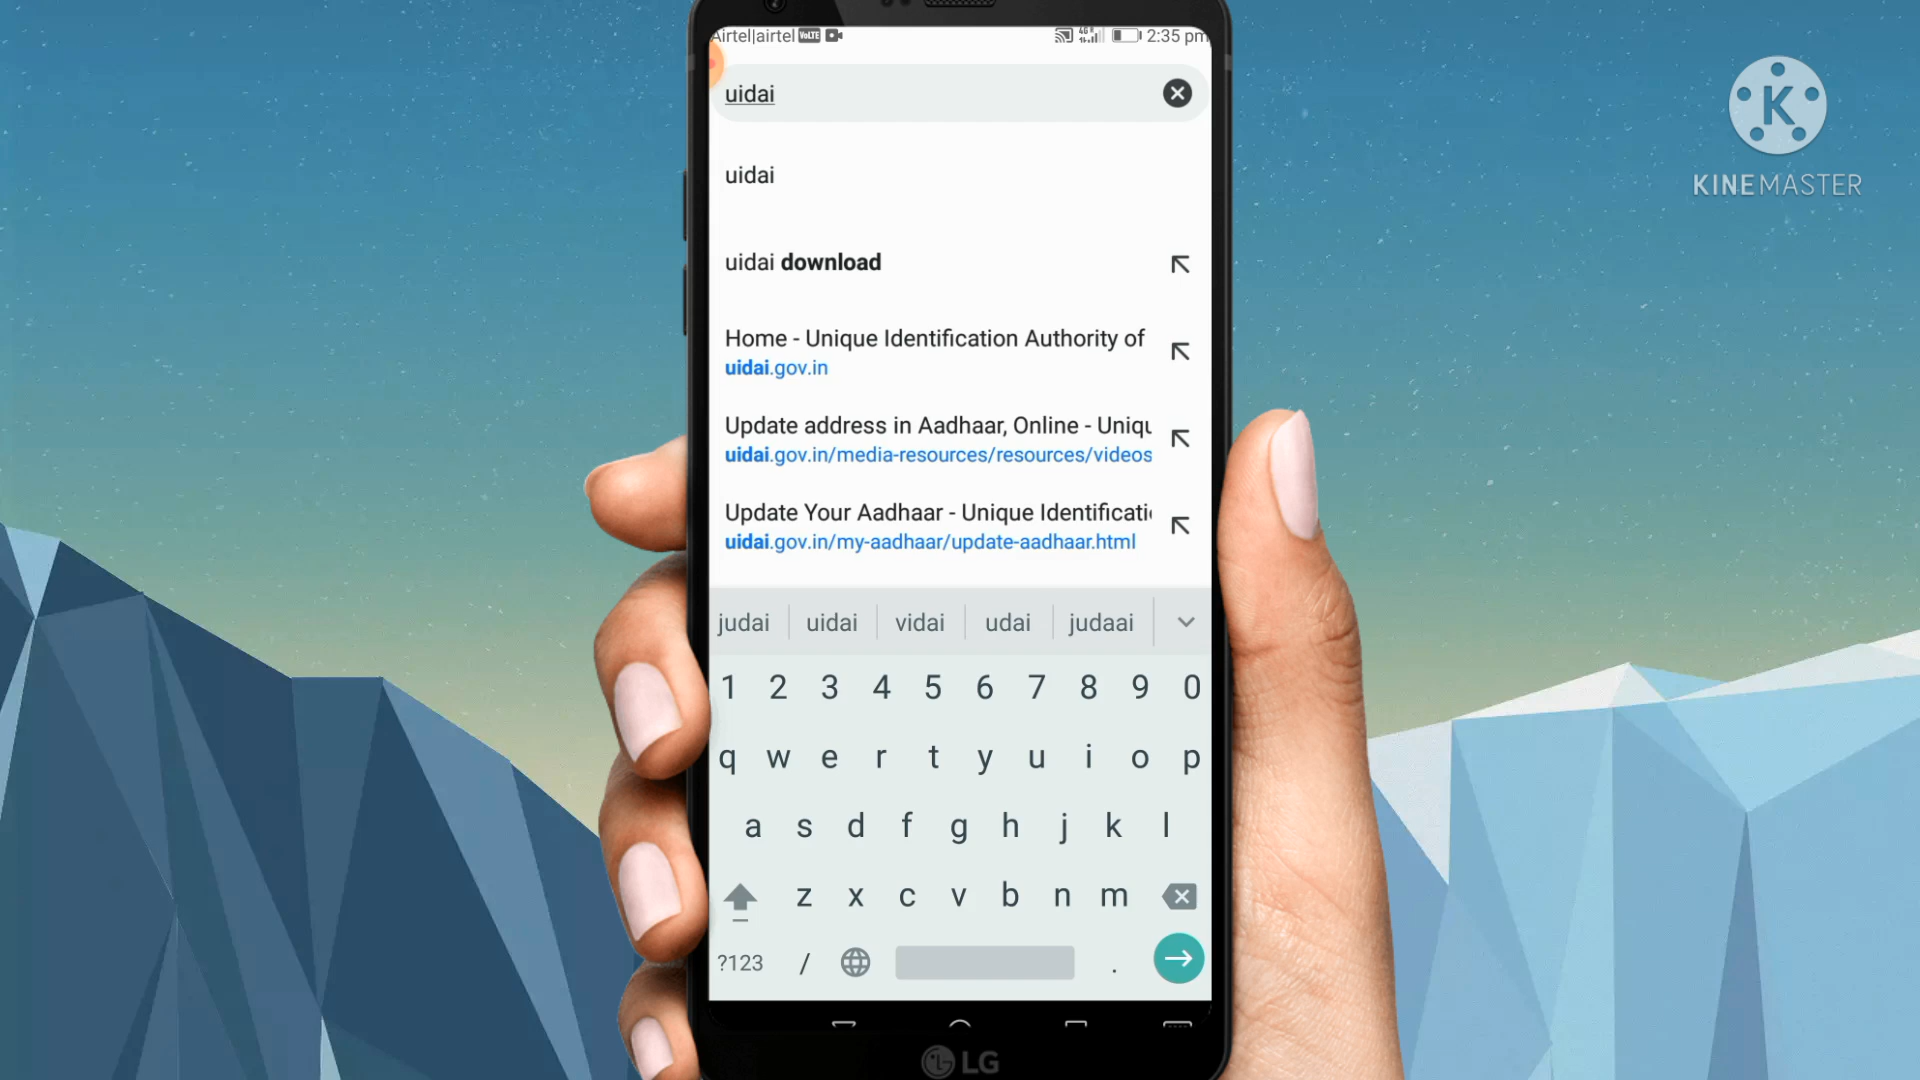 Airtel|airtel VoLTE 4G 2:35 pm
uidai
KINEMASTER
uidai
uidai download
Home - Unique Identification Authority of
uidai.gov.in
Update address in Aadhaar, Online - Uniqu
uidai.gov.in/media-resources/resources/videos
Update Your Aadhaar - Unique Identificati
uidai.gov.in/my-aadhaar/update-aadhaar.html
judai uidai vidai udai judaai
1 2 3 4 5 6 7 8 9 0
q w e r t y u i o p
a s d f g h j k l
z x c v b n m
?123 / .
LG